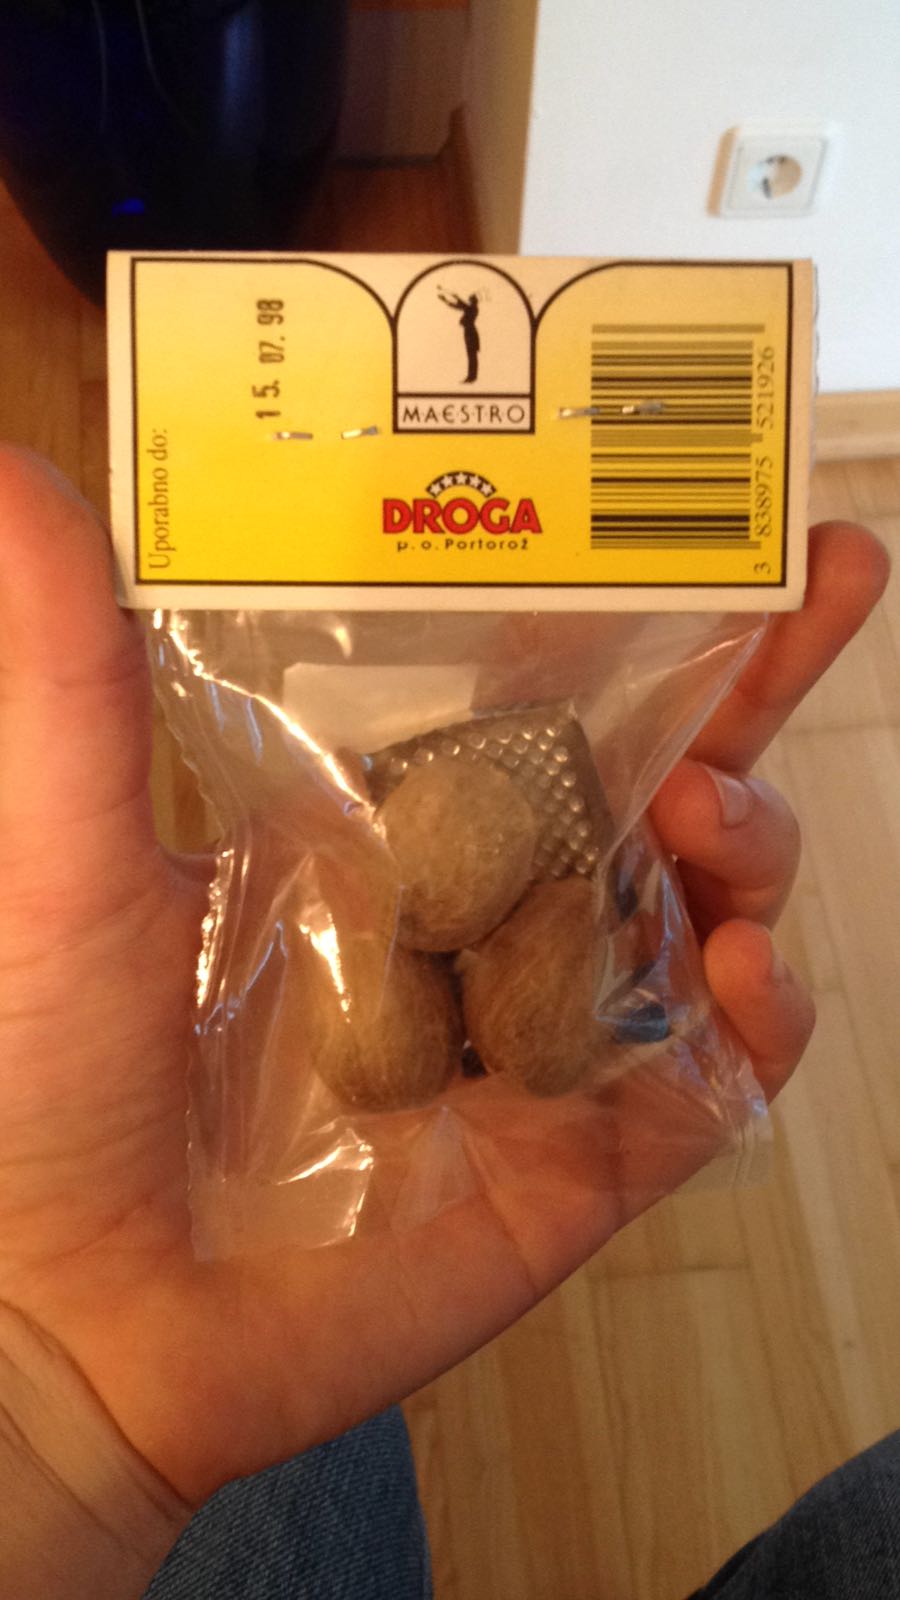 Uporabno do:
15. 07. 98
MAESTRO
DROGA
p.o. Portorož
3 838975 521926